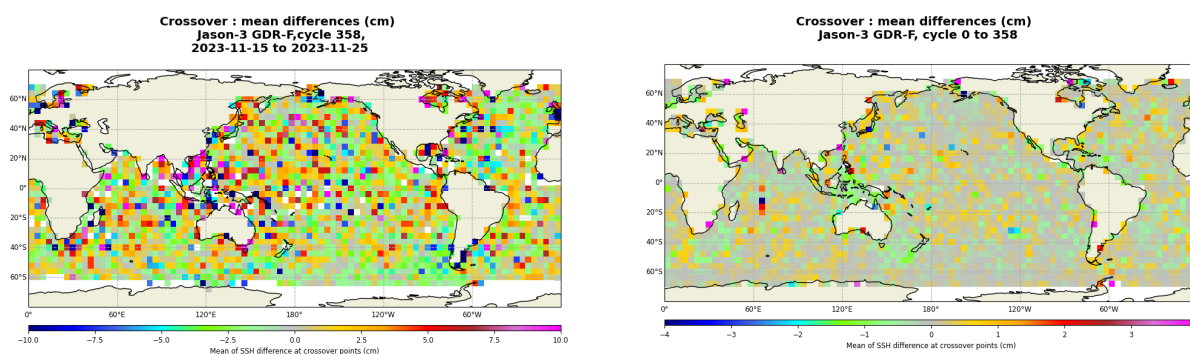 Crossover : mean differences (cm)
Jason-3 GDR-F,cycle 358,
2023-11-15 to 2023-11-25
60°N
40°N
20°N
0°
20°S
40°S
60°S
0° 60°E 120°E 180° 120°W 60°W
−10.0 −7.5 −5.0 −2.5 0.0 2.5 5.0 7.5 10.0
Mean of SSH difference at crossover points (cm)
Crossover : mean differences (cm)
Jason-3 GDR-F, cycle 0 to 358
60°N
40°N
20°N
0°
20°S
40°S
60°S
0° 60°E 120°E 180° 120°W 60°W
−4 −3 −2 −1 0 1 2 3
Mean of SSH difference at crossover points (cm)